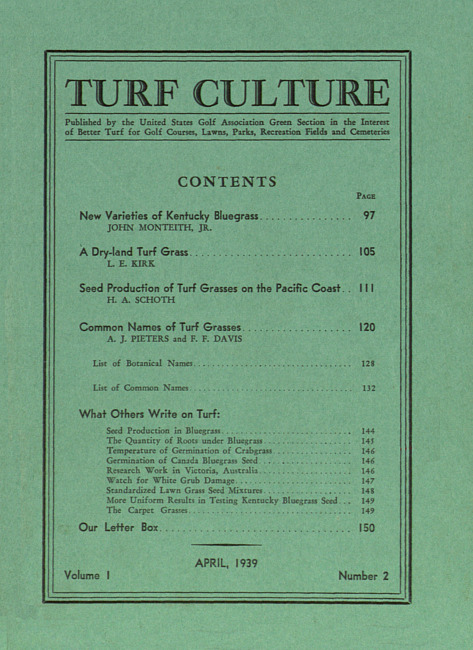 TURF CULTURE
Published by the United States Golf Association Green Section in the Interest
of Better Turf for Golf Courses, Lawns, Parks, Recreation Fields and Cemeteries
CONTENTS
PAGE
New Varieties of Kentucky Bluegrass................ 97
JOHN MONTEITH, JR.
A Dry-land Turf Grass............................ 105
L. E. KIRK
Seed Production of Turf Grasses on the Pacific Coast.. 111
H. A. SCHOTH
Common Names of Turf Grasses.................. 120
A. J. PIETERS and F. F. DAVIS
List of Botanical Names................................ 128
List of Common Names................................ 132
What Others Write on Turf:
Seed Production in Bluegrass........................ 144
The Quantity of Roots under Bluegrass................ 145
Temperature of Germination of Crabgrass.............. 146
Germination of Canada Bluegrass Seed................ 146
Research Work in Victoria, Australia.................. 146
Watch for White Grub Damage...................... 147
Standardized Lawn Grass Seed Mixtures................ 148
More Uniform Results in Testing Kentucky Bluegrass Seed... 149
The Carpet Grasses................................ 149
Our Letter Box.................................. 150
APRIL, 1939
Volume 1 Number 2